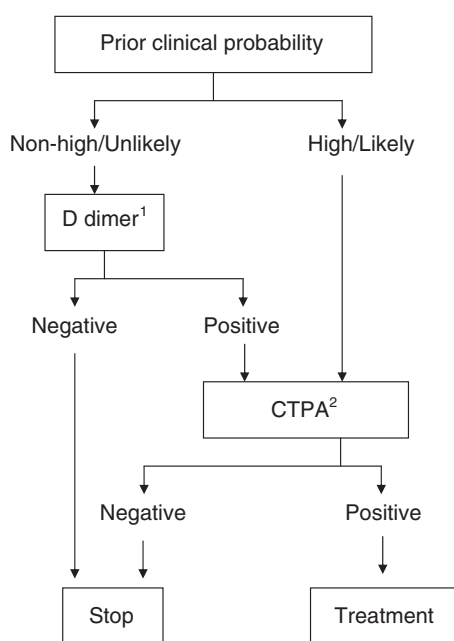 Prior clinical probability
Non-high/Unlikely
High/Likely
D dimer¹
Negative
Positive
CTPA²
Negative
Positive
Stop
Treatment